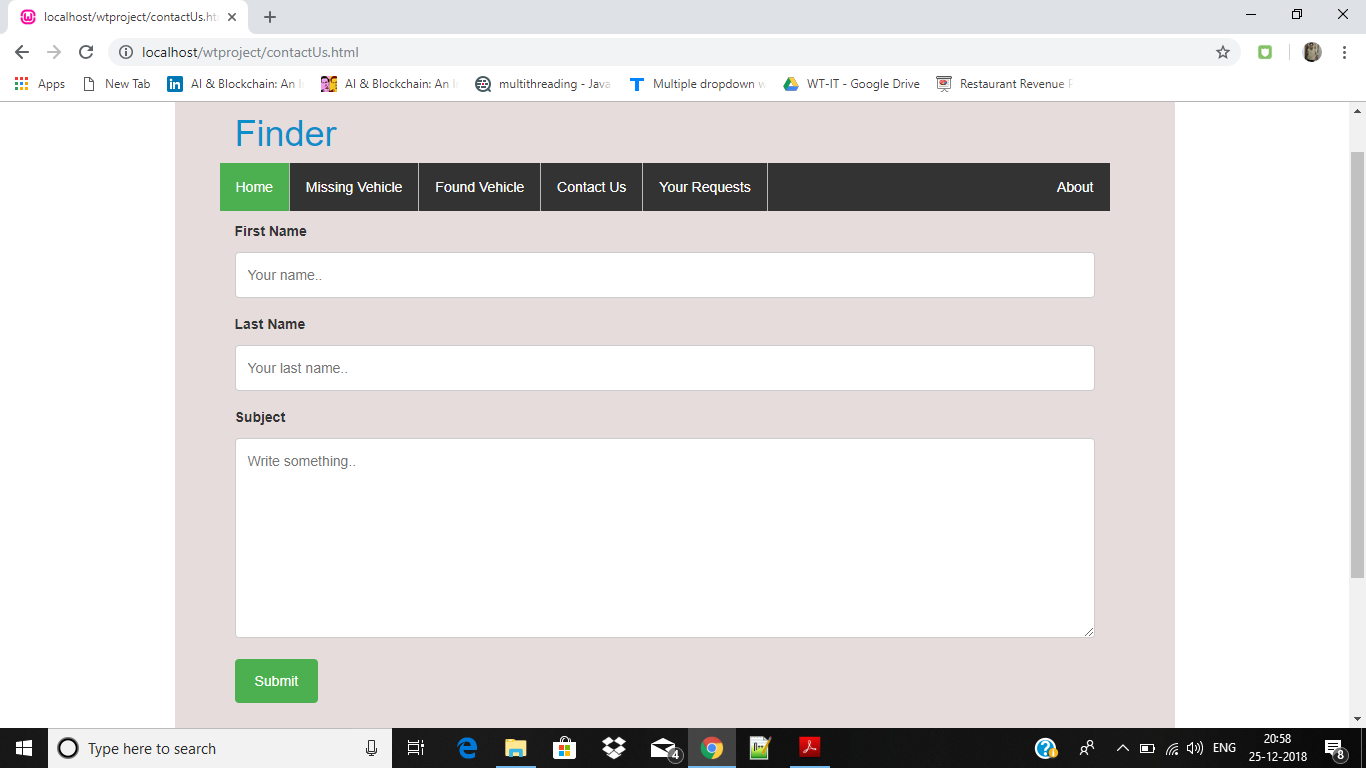 localhost/wtproject/contactUs.ht
localhost/wtproject/contactUs.html
Apps New Tab AI & Blockchain: An I AI & Blockchain: An I multithreading - Java Multiple dropdown w WT-IT - Google Drive Restaurant Revenue P
Finder
Home Missing Vehicle Found Vehicle Contact Us Your Requests About
First Name
Your name..
Last Name
Your last name..
Subject
Write something..
Submit
Type here to search 4 ENG 20:58
25-12-2018 8